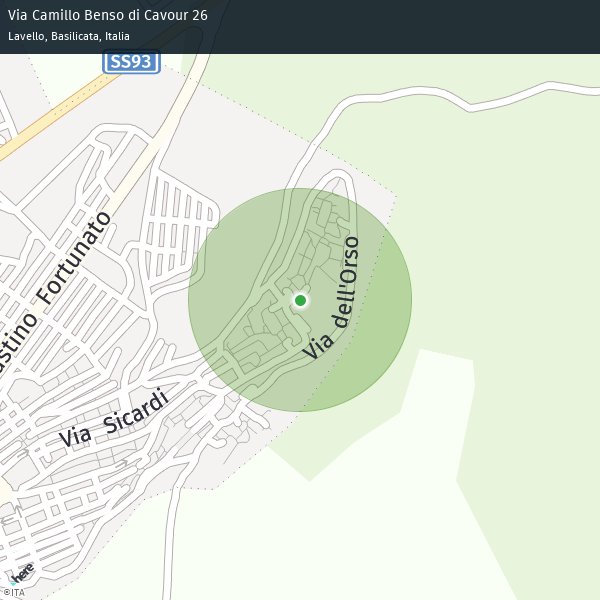 Via Camillo Benso di Cavour 26
Lavello, Basilicata, Italia
SS93
astino Fortunato
Via dell'Orso
Via Sicardi
here
©ITA